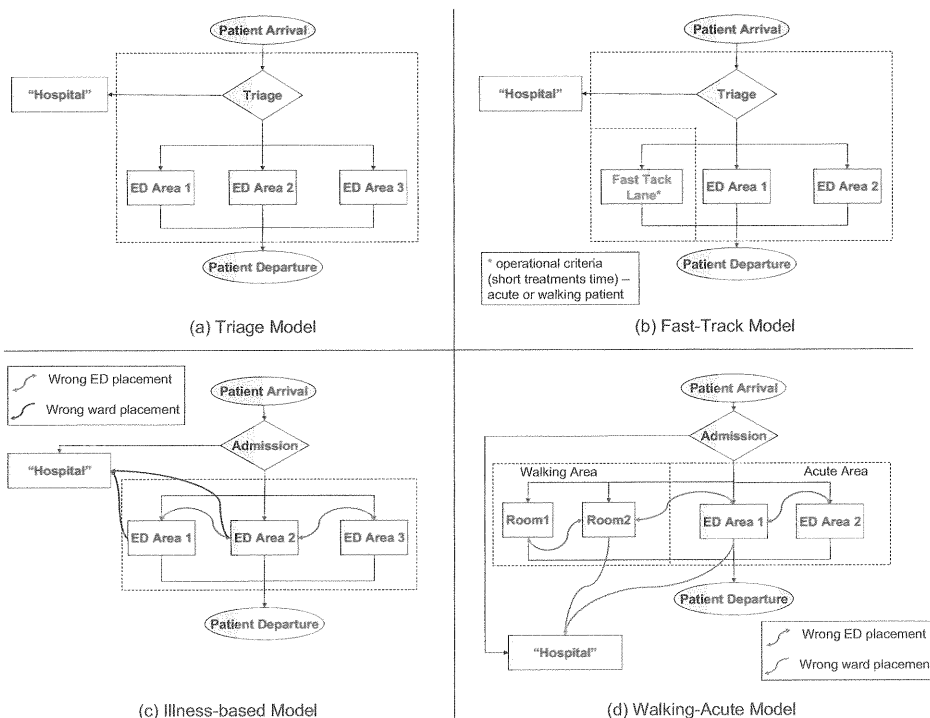 Patient Arrival
"Hospital"
Triage
ED Area 1
ED Area 2
ED Area 3
Patient Departure
(a) Triage Model
Patient Arrival
"Hospital"
Triage
Fast Tack
Lane*
ED Area 1
ED Area 2
Patient Departure
* operational criteria
(short treatments time) –
acute or walking patient
(b) Fast-Track Model
Wrong ED placement
Wrong ward placement
Patient Arrival
Admission
"Hospital"
ED Area 1
ED Area 2
ED Area 3
Patient Departure
(c) Illness-based Model
Patient Arrival
Admission
Walking Area
Acute Area
Room1
Room2
ED Area 1
ED Area 2
Patient Departure
"Hospital"
Wrong ED placement
Wrong ward placement
(d) Walking-Acute Model